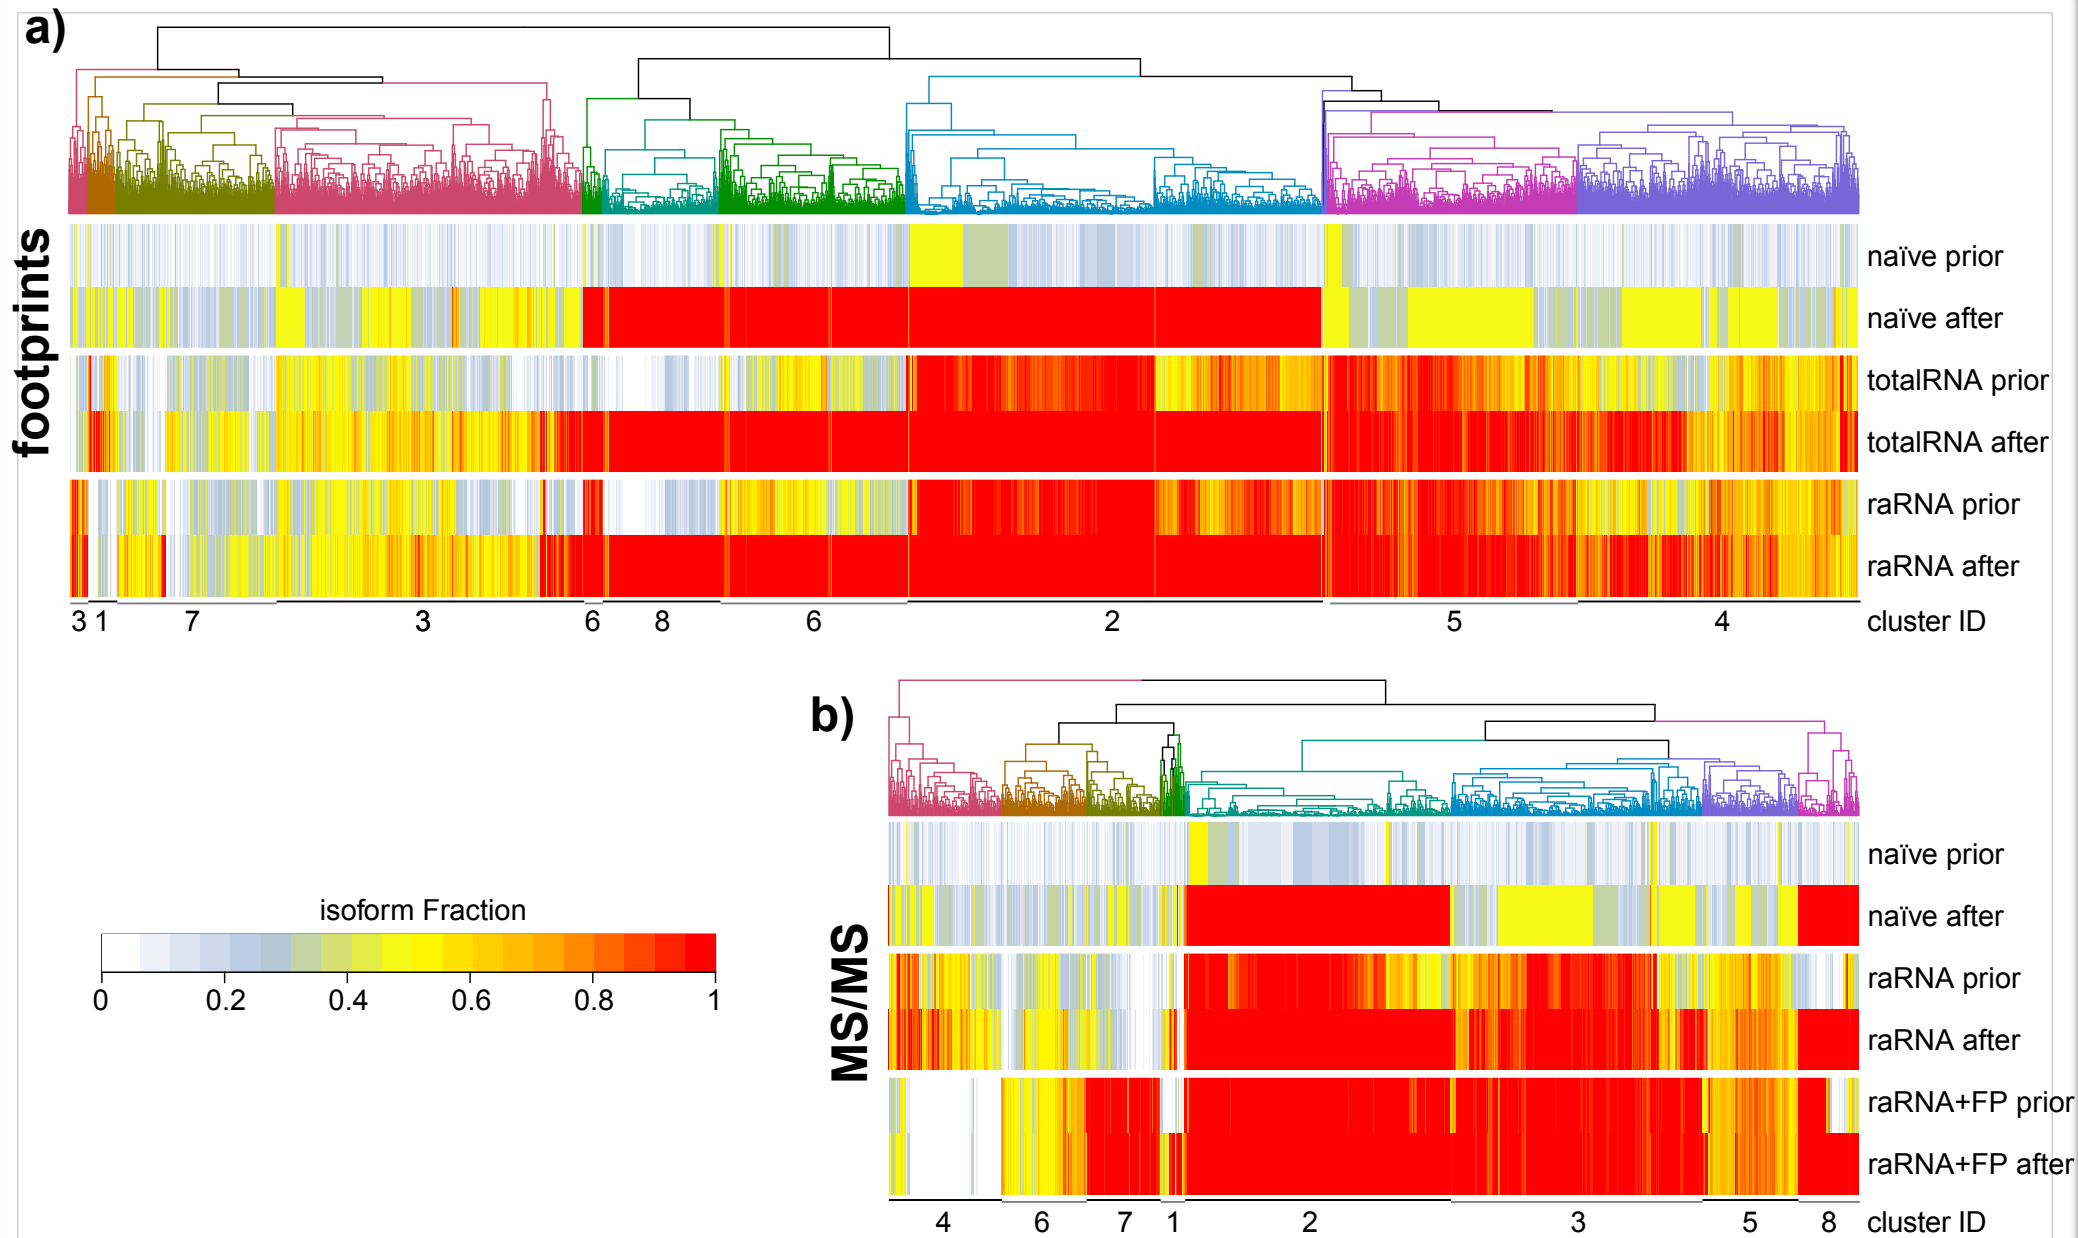 a)
footprints
naïve prior
naïve after
totalRNA prior
totalRNA after
raRNA prior
raRNA after
3 1 7 3 6 8 6 2 5 4 cluster ID
b)
MS/MS
naïve prior
naïve after
raRNA prior
raRNA after
raRNA+FP prior
raRNA+FP after
4 6 7 1 2 3 5 8 cluster ID
isoform Fraction
0 0.2 0.4 0.6 0.8 1